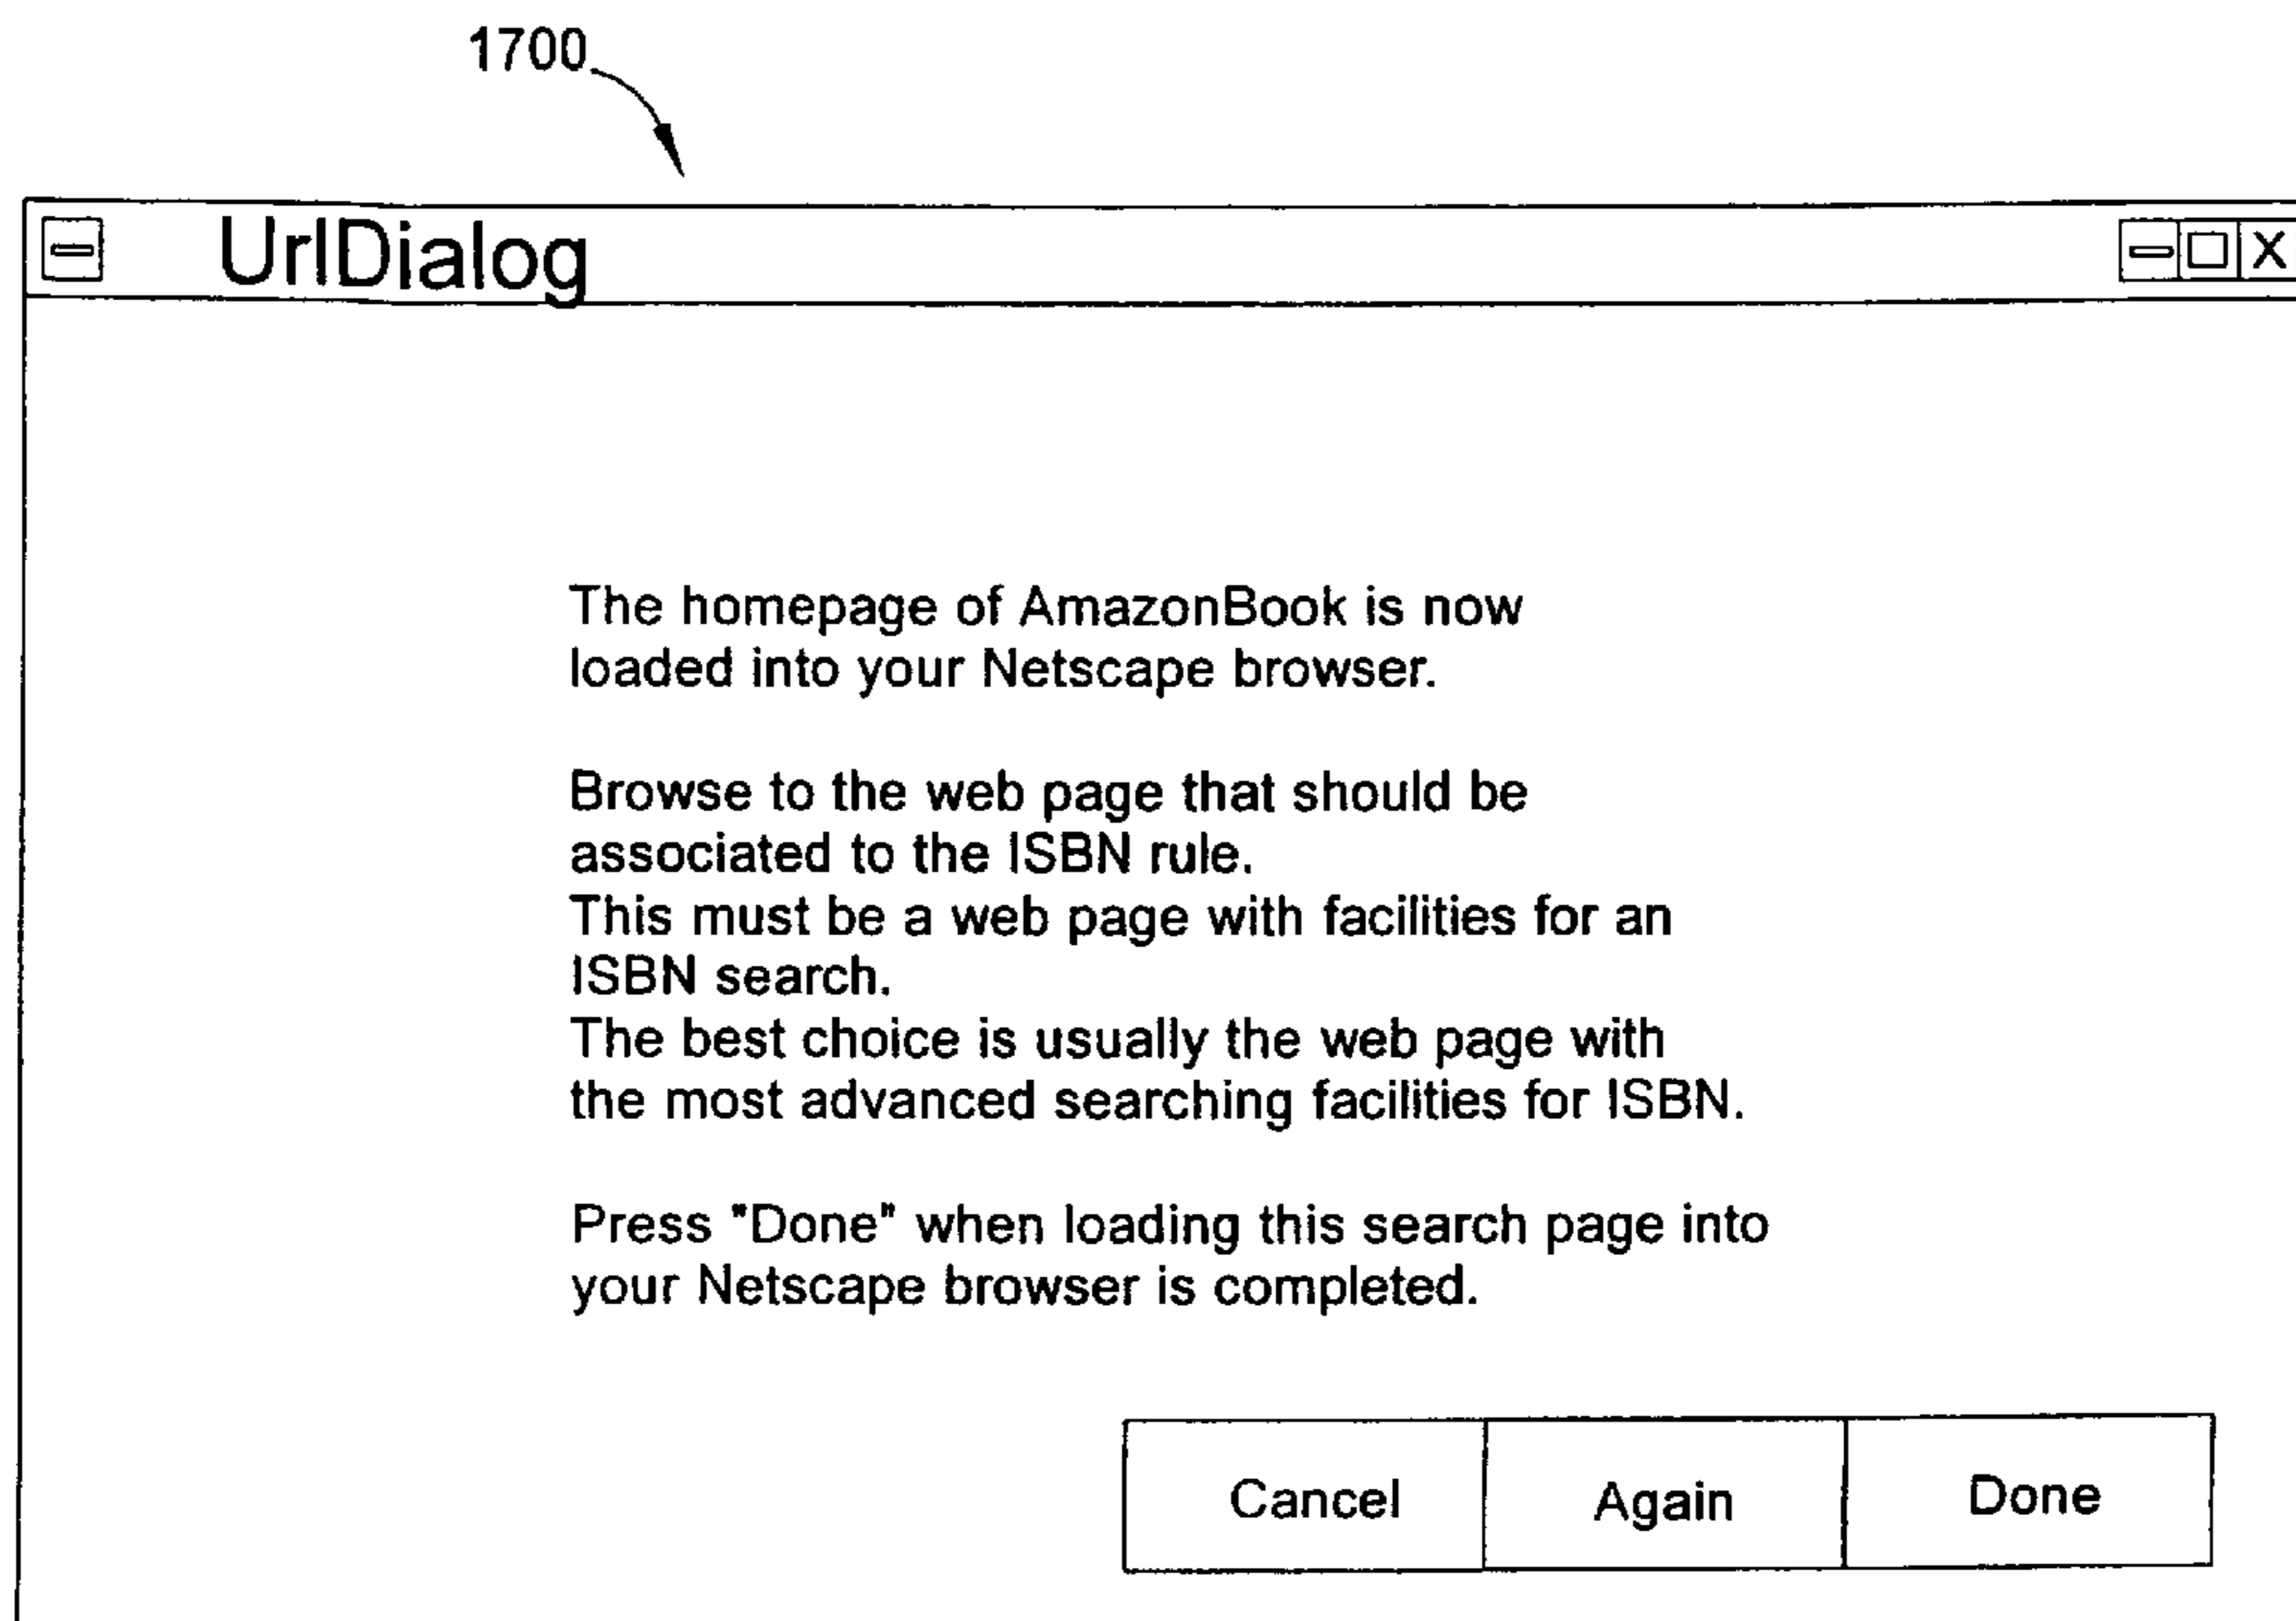 1700
UrlDialog
X
The homepage of AmazonBook is now
loaded into your Netscape browser.
Browse to the web page that should be
associated to the ISBN rule.
This must be a web page with facilities for an
ISBN search.
The best choice is usually the web page with
the most advanced searching facilities for ISBN.
Press "Done" when loading this search page into
your Netscape browser is completed.
Cancel Again Done